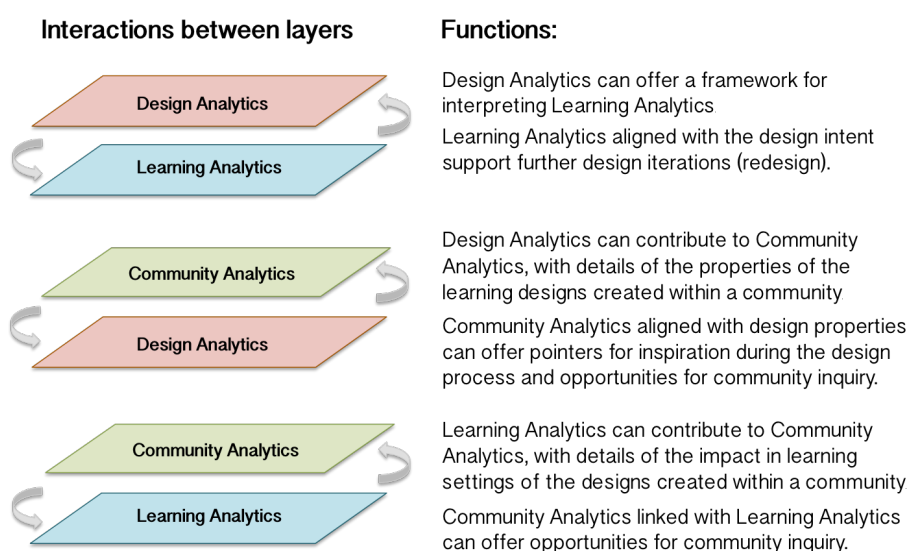 Interactions between layers
Functions:
Design Analytics
Learning Analytics
Design Analytics can offer a framework for
interpreting Learning Analytics
Learning Analytics aligned with the design intent
support further design iterations (redesign).
Community Analytics
Design Analytics
Design Analytics can contribute to Community
Analytics, with details of the properties of the
learning designs created within a community
Community Analytics aligned with design properties
can offer pointers for inspiration during the design
process and opportunities for community inquiry.
Community Analytics
Learning Analytics
Learning Analytics can contribute to Community
Analytics, with details of the impact in learning
settings of the designs created within a community
Community Analytics linked with Learning Analytics
can offer opportunities for community inquiry.